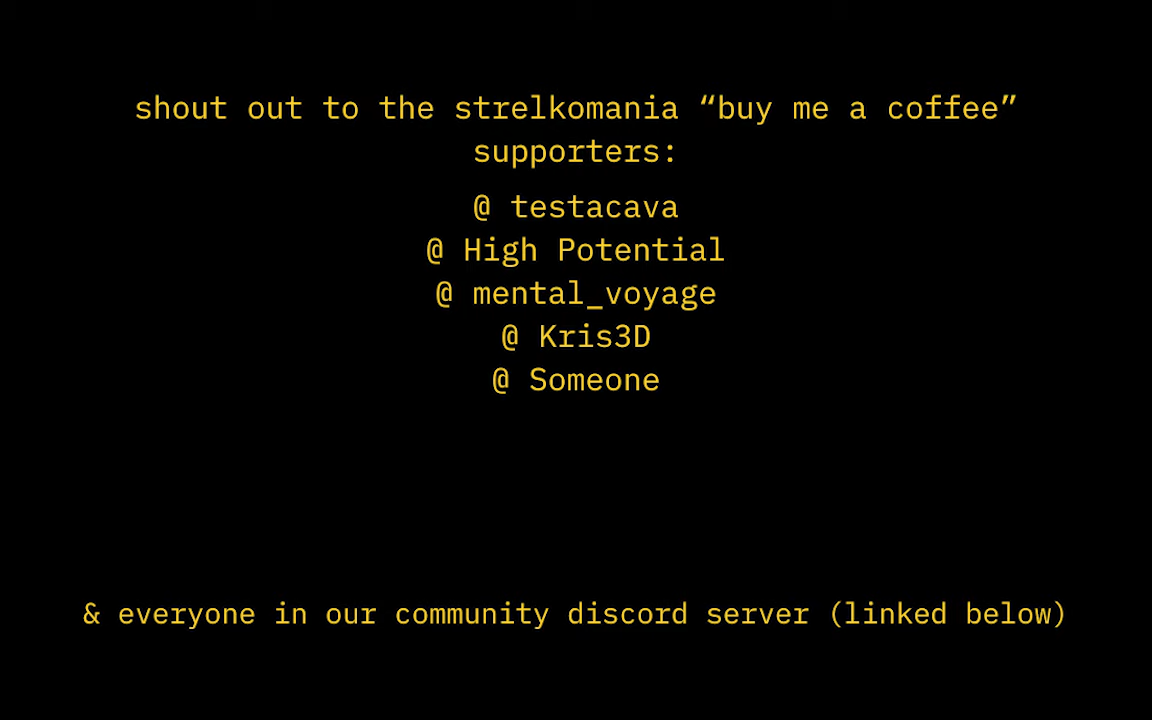 shout out to the strelkomania “buy me a coffee”
supporters:
@ testacava
@ High Potential
@ mental_voyage
@ Kris3D
@ Someone
& everyone in our community discord server (linked below)